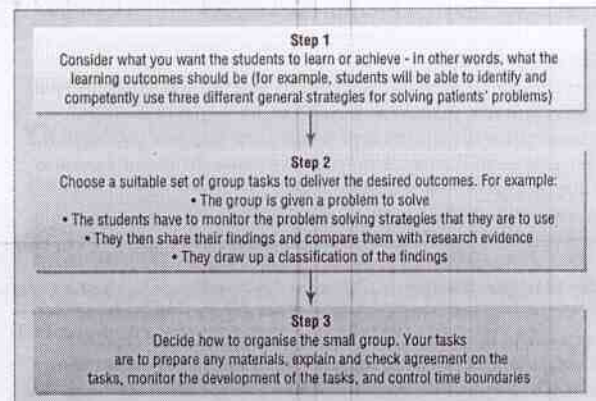 Step 1
Consider what you want the students to learn or achieve - in other words, what the
learning outcomes should be (for example, students will be able to identify and
competently use three different general strategies for solving patients' problems)
Step 2
Choose a suitable set of group tasks to deliver the desired outcomes. For example:
• The group is given a problem to solve
• The students have to monitor the problem solving strategies that they are to use
• They then share their findings and compare them with research evidence
• They draw up a classification of the findings
Step 3
Decide how to organise the small group. Your tasks
are to prepare any materials, explain and check agreement on the
tasks, monitor the development of the tasks, and control time boundaries